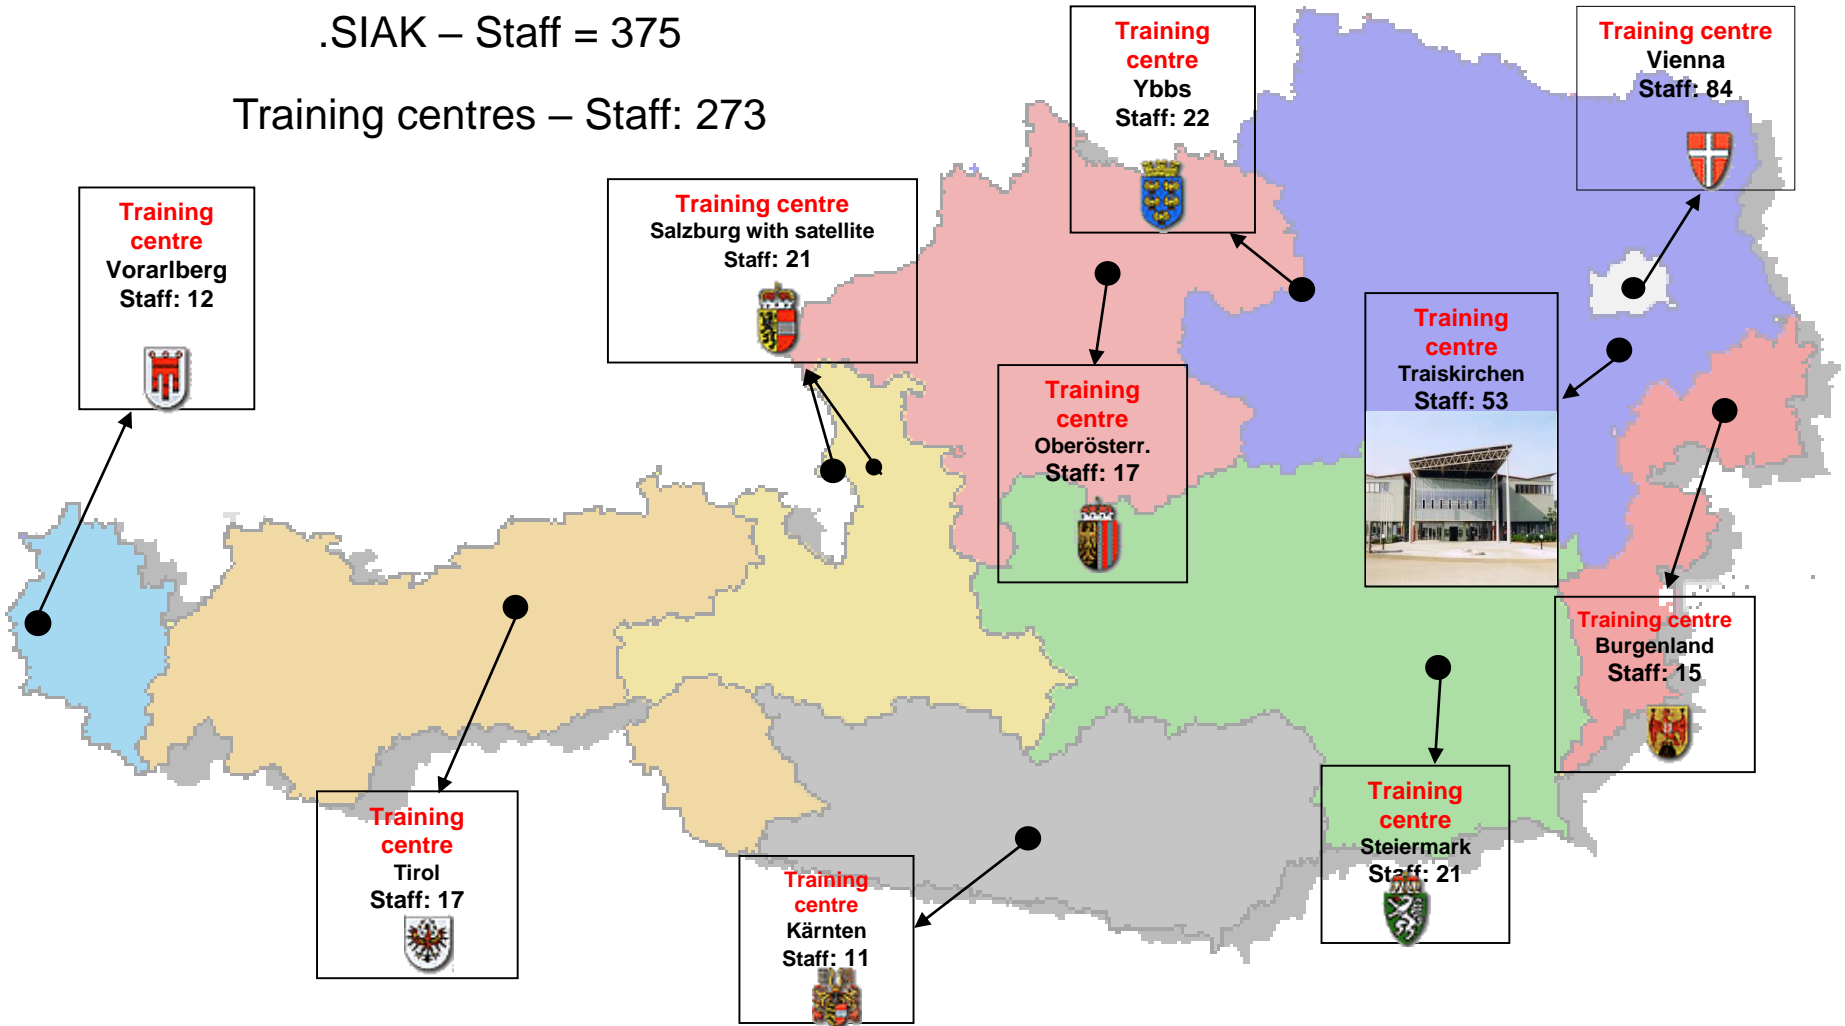 .SIAK – Staff = 375
Training centres – Staff: 273
Training
centre
Ybbs
Staff: 22
Training centre
Vienna
Staff: 84
Training
centre
Vorarlberg
Staff: 12
Training centre
Salzburg with satellite
Staff: 21
Training
centre
Traiskirchen
Staff: 53
Training
centre
Oberösterr.
Staff: 17
Training centre
Burgenland
Staff: 15
Training
centre
Tirol
Staff: 17
Training
centre
Kärnten
Staff: 11
Training
centre
Steiermark
Staff: 21